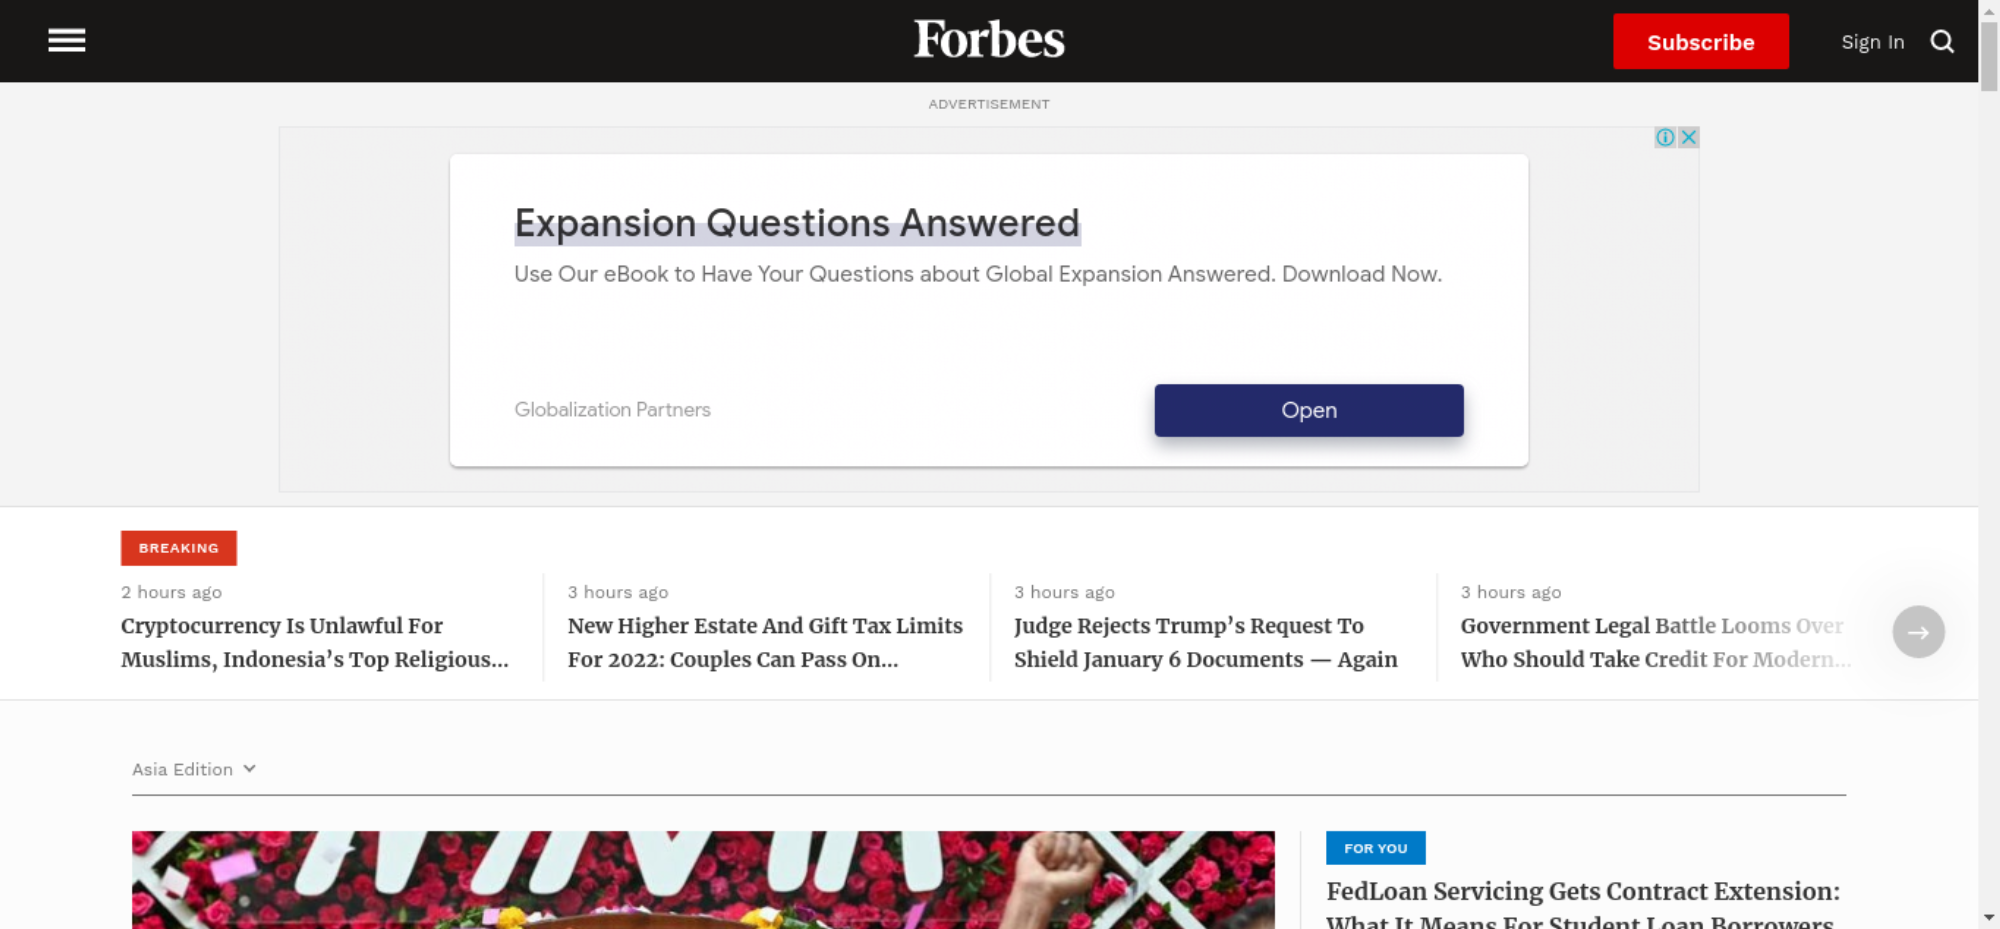 Forbes
Subscribe
Sign In
ADVERTISEMENT
Expansion Questions Answered
Use Our eBook to Have Your Questions about Global Expansion Answered. Download Now.
Globalization Partners
Open
BREAKING
2 hours ago
Cryptocurrency Is Unlawful For
Muslims, Indonesia’s Top Religious...
3 hours ago
New Higher Estate And Gift Tax Limits
For 2022: Couples Can Pass On...
3 hours ago
Judge Rejects Trump’s Request To
Shield January 6 Documents — Again
3 hours ago
Government Legal Battle Looms Over
Who Should Take Credit For Modern...
Asia Edition
FOR YOU
FedLoan Servicing Gets Contract Extension:
What It Means For Student Loan Borrowers